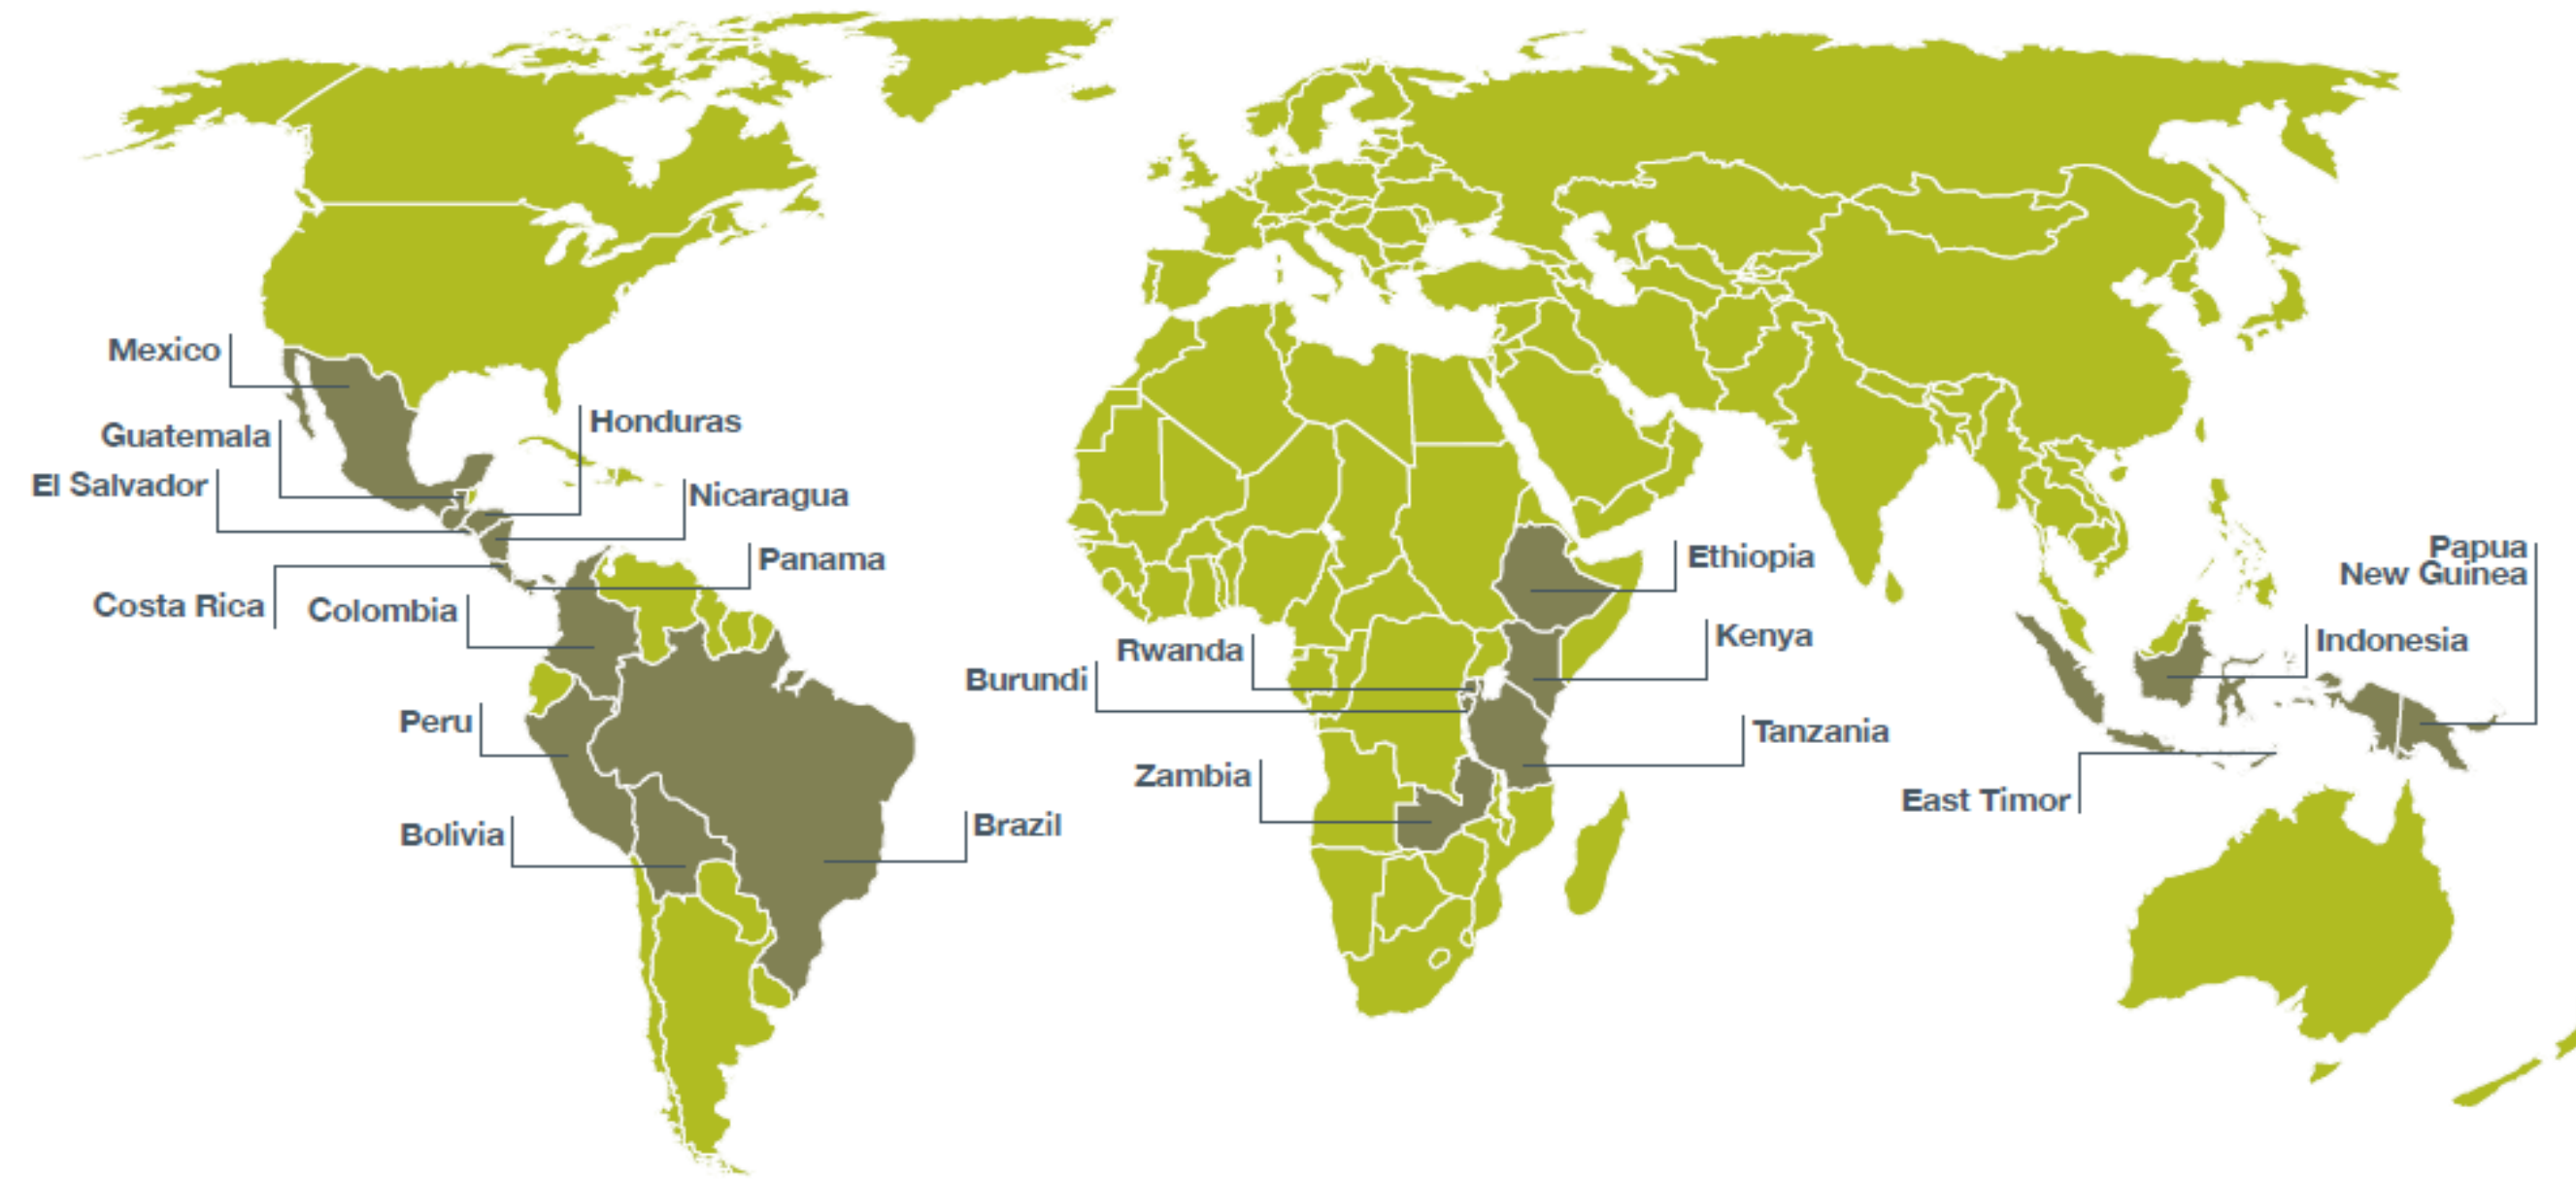 Mexico
Guatemala
El Salvador
Honduras
Nicaragua
Panama
Costa Rica
Colombia
Peru
Bolivia
Brazil
Ethiopia
Kenya
Rwanda
Burundi
Tanzania
Zambia
Papua
New Guinea
Indonesia
East Timor